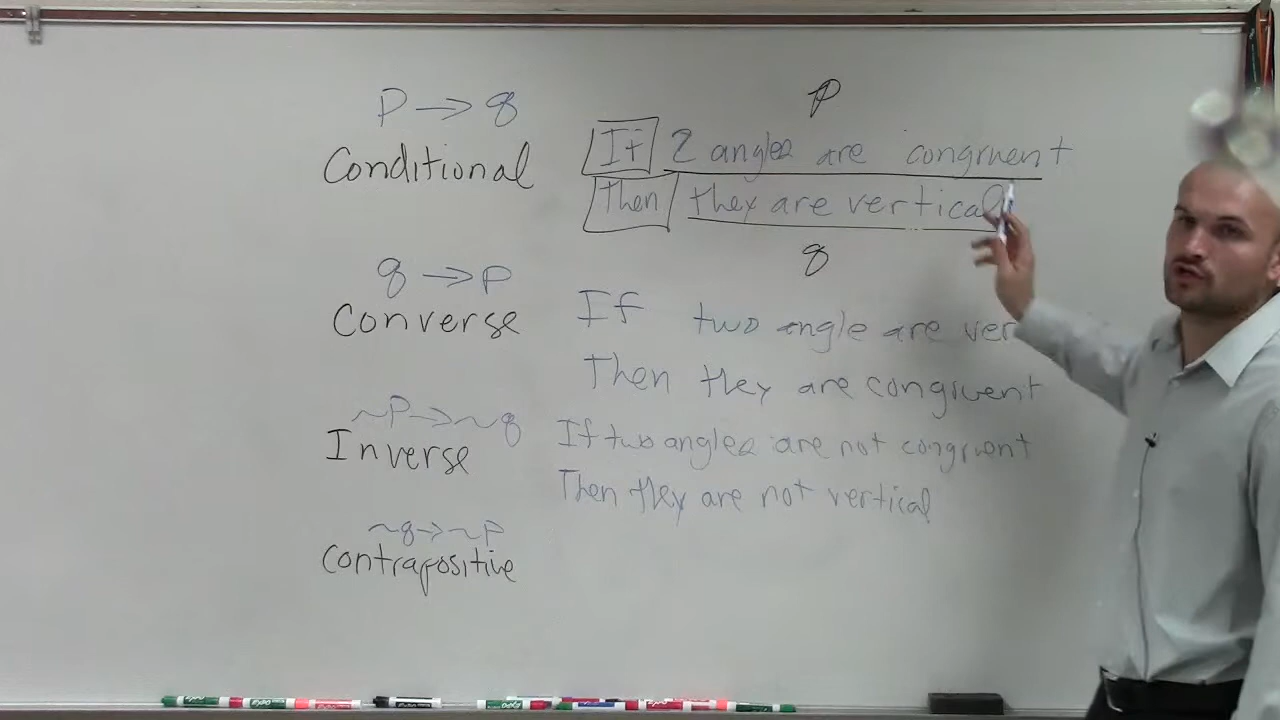 P → q
Conditional
p
If 2 angles are congruent
then they are vertical
q
q → p
Converse
If two angle are ver
Then they are congruent
~P → ~q
Inverse
If two angles are not congruent
Then they are not vertical
~q → ~p
Contrapositive
EXPO